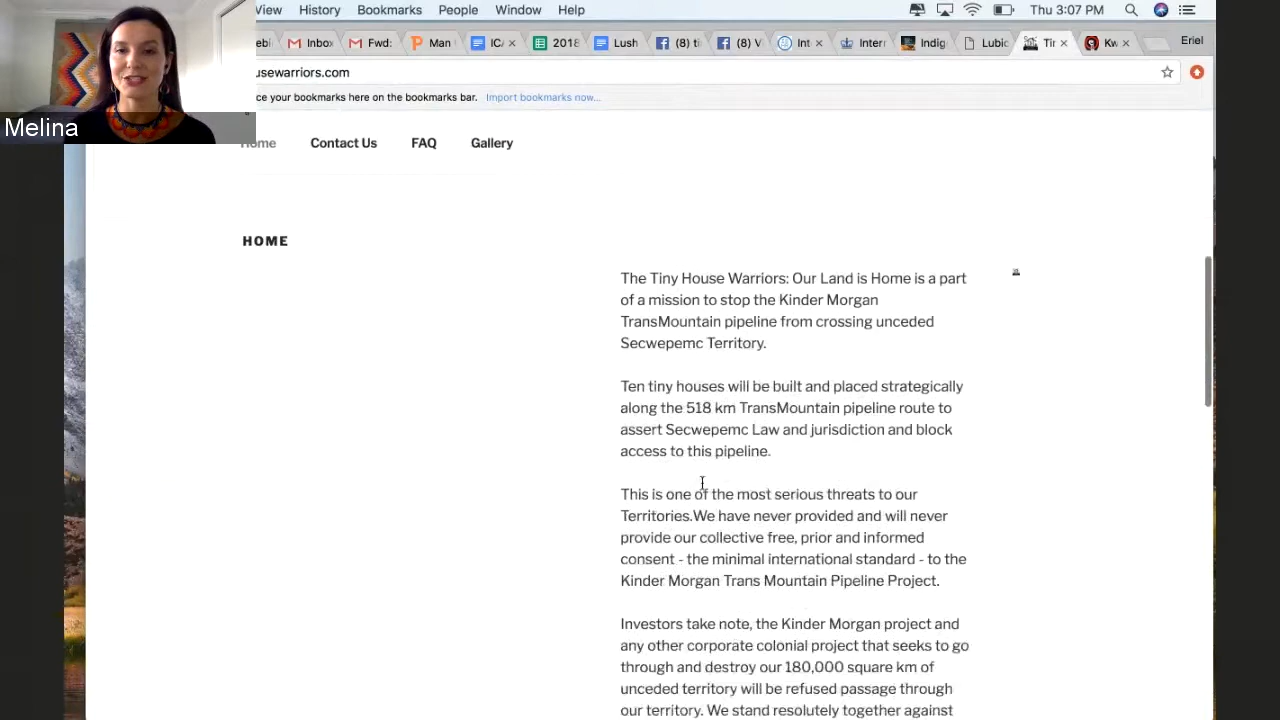 View History Bookmarks People Window Help Thu 3:07 PM
Inbox Fwd: Man ICA 2018 Lush (8) ti (8) V Int Interr Indig Lubic Tir Kw Eriel
usewarriors.com
ce your bookmarks here on the bookmarks bar. Import bookmarks now...
Melina
Home Contact Us FAQ Gallery
HOME
The Tiny House Warriors: Our Land is Home is a part
of a mission to stop the Kinder Morgan
TransMountain pipeline from crossing unceded
Secwepemc Territory.
Ten tiny houses will be built and placed strategically
along the 518 km TransMountain pipeline route to
assert Secwepemc Law and jurisdiction and block
access to this pipeline.
This is one of the most serious threats to our
Territories.We have never provided and will never
provide our collective free, prior and informed
consent - the minimal international standard - to the
Kinder Morgan Trans Mountain Pipeline Project.
Investors take note, the Kinder Morgan project and
any other corporate colonial project that seeks to go
through and destroy our 180,000 square km of
unceded territory will be refused passage through
our territory. We stand resolutely together against